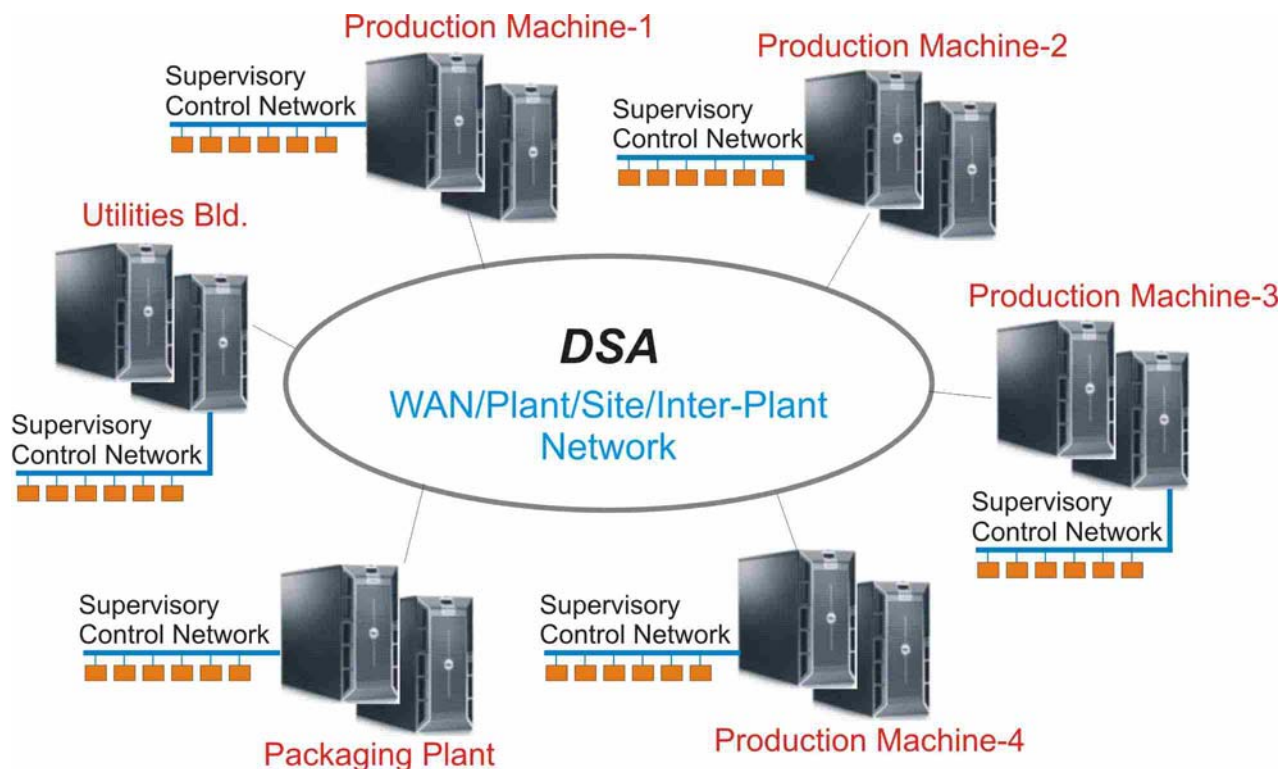 Production Machine-1
Supervisory
Control Network
Production Machine-2
Supervisory
Control Network
Utilities Bld.
Supervisory
Control Network
DSA
WAN/Plant/Site/Inter-Plant
Network
Production Machine-3
Supervisory
Control Network
Supervisory
Control Network
Packaging Plant
Supervisory
Control Network
Production Machine-4